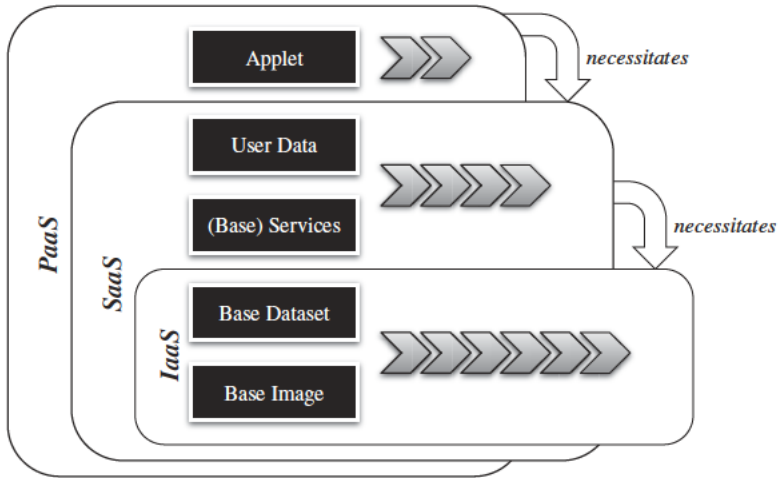 Applet
necessitates
User Data
(Base) Services
necessitates
PaaS
SaaS
IaaS
Base Dataset
Base Image